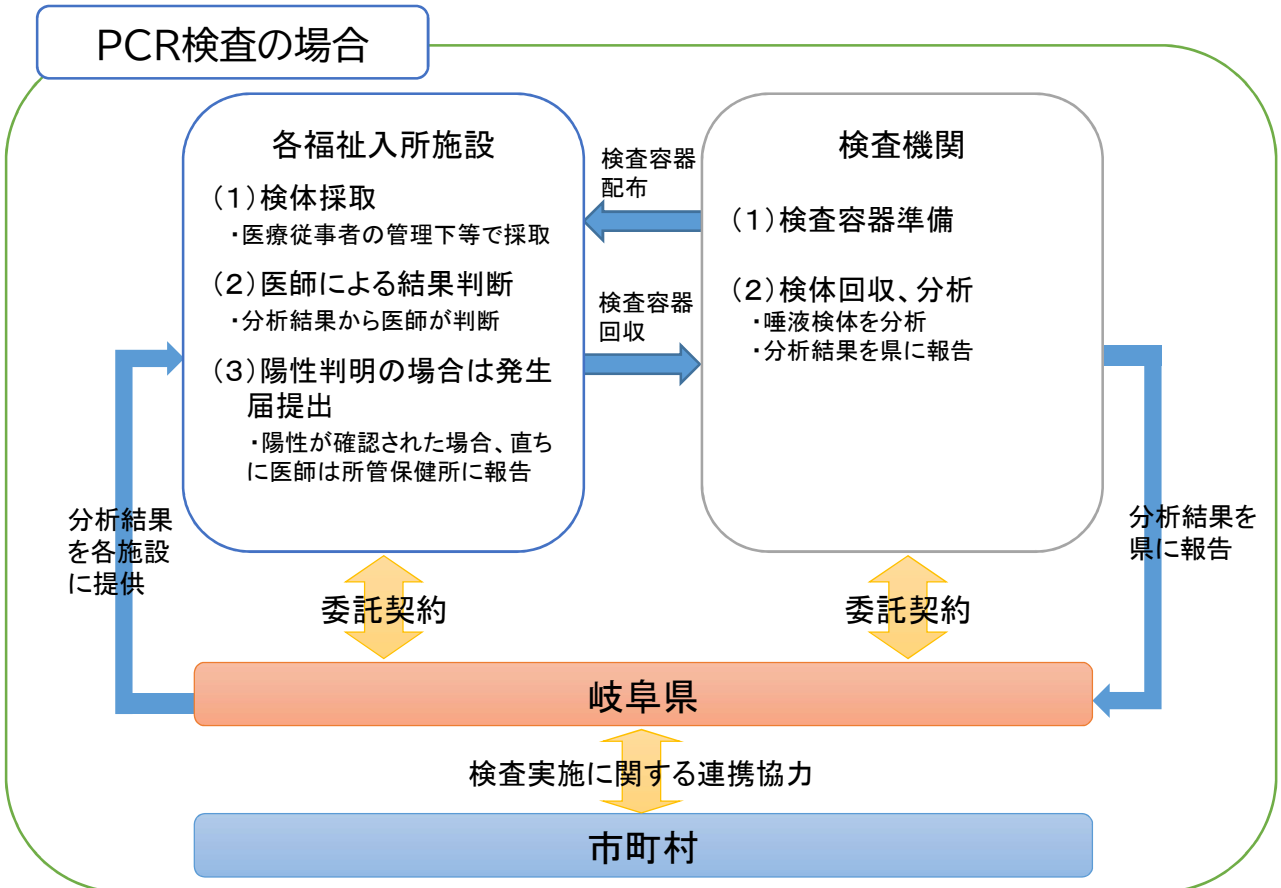 PCR検査の場合
各福祉入所施設
(1)検体採取
・医療従事者の管理下等で採取
(2)医師による結果判断
・分析結果から医師が判断
(3)陽性判明の場合は発生
届提出
・陽性が確認された場合、直ち
に医師は所管保健所に報告
検査容器
配布
検査容器
回収
検査機関
(1)検査容器準備
(2)検体回収、分析
・唾液検体を分析
・分析結果を県に報告
分析結果
を各施設
に提供
分析結果を
県に報告
委託契約
委託契約
岐阜県
検査実施に関する連携協力
市町村